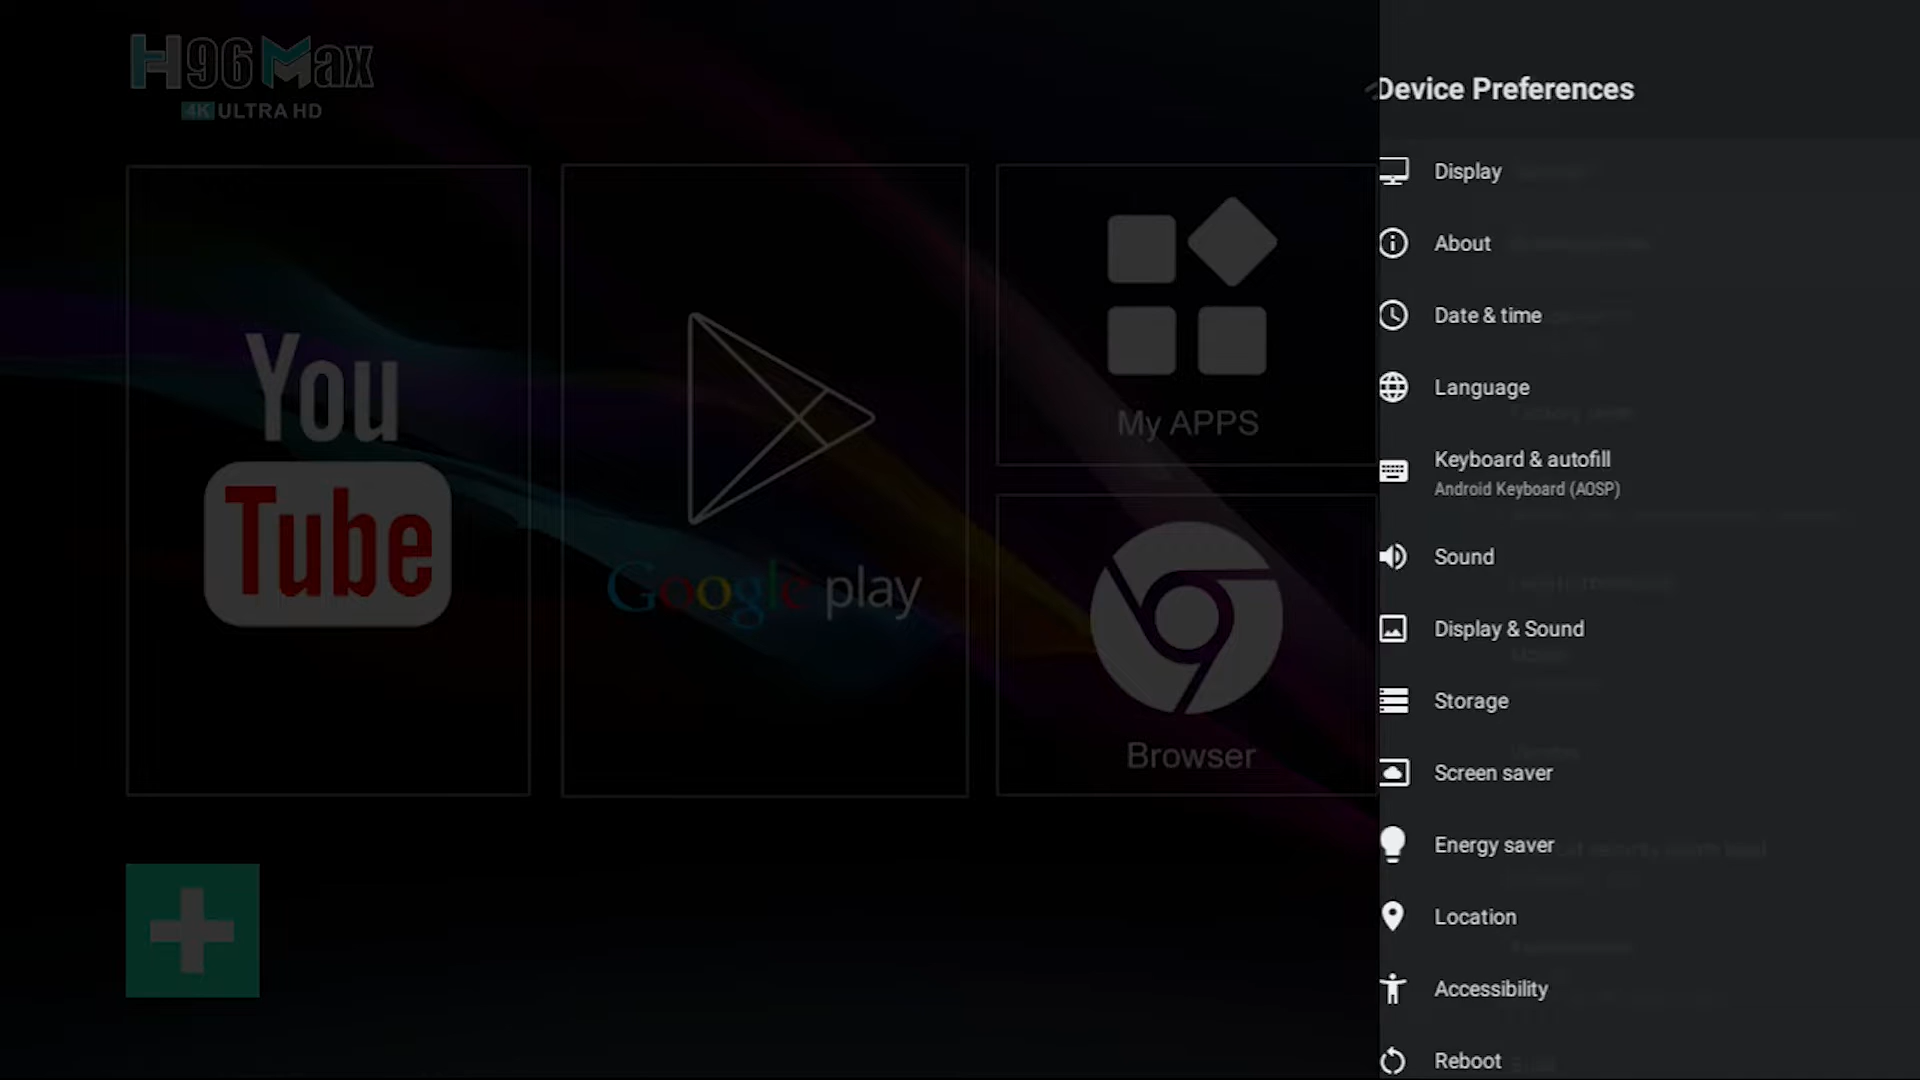 H96 Max
4K ULTRA HD
You
Tube
Google play
My APPS
Browser
Device Preferences
Display
About
Date & time
Language
Keyboard & autofill
Android Keyboard (AOSP)
Sound
Display & Sound
Storage
Screen saver
Energy saver
Location
Accessibility
Reboot